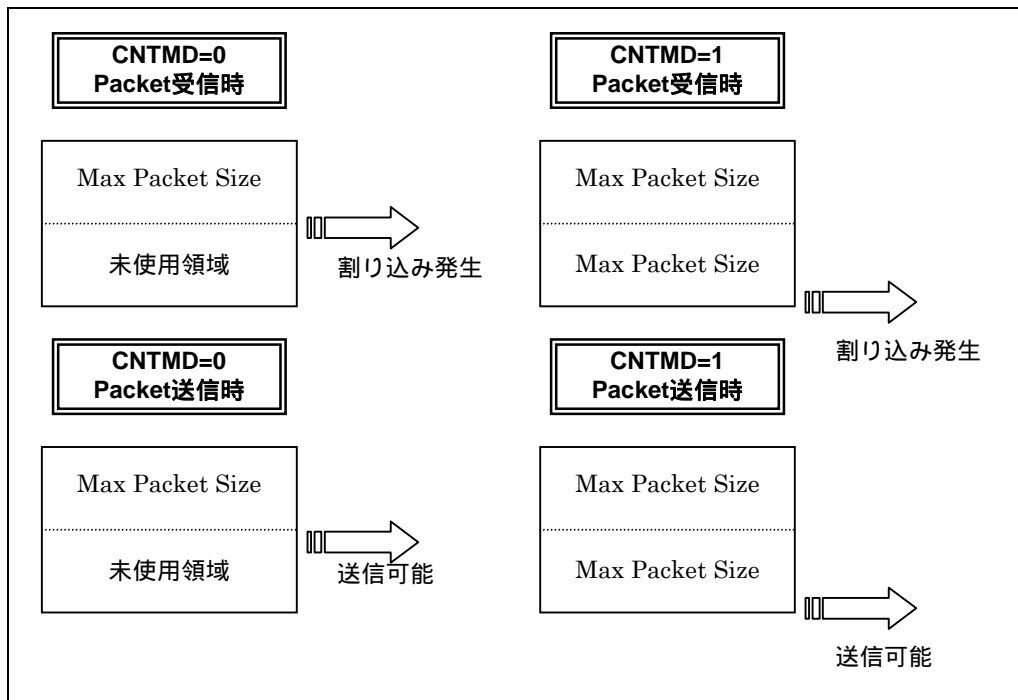 CNTMD=0
Packet受信時
Max Packet Size
未使用領域
割り込み発生
CNTMD=1
Packet受信時
Max Packet Size
Max Packet Size
割り込み発生
CNTMD=0
Packet送信時
Max Packet Size
未使用領域
送信可能
CNTMD=1
Packet送信時
Max Packet Size
Max Packet Size
送信可能